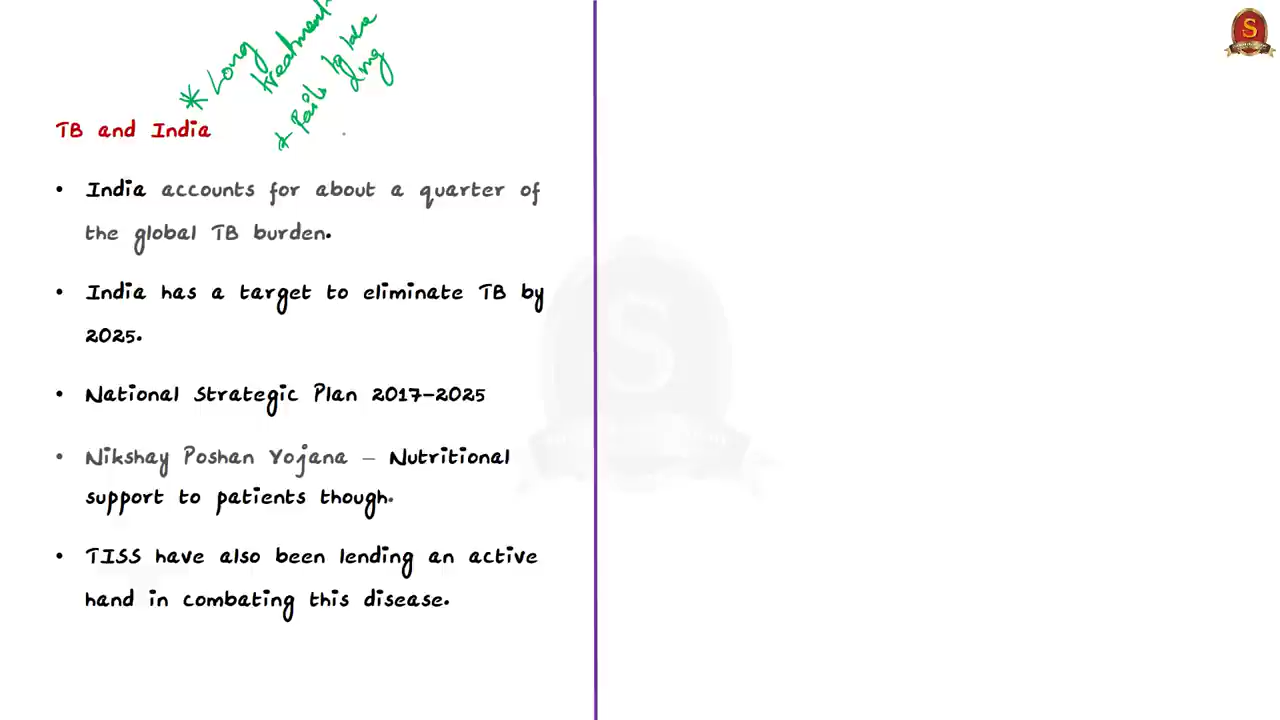 * Long
treatment
* Fails to take
drug
TB and India
• India accounts for about a quarter of
the global TB burden.
• India has a target to eliminate TB by
2025.
• National Strategic Plan 2017-2025
• Nikshay Poshan Yojana – Nutritional
support to patients though.
• TISS have also been lending an active
hand in combating this disease.
S
S